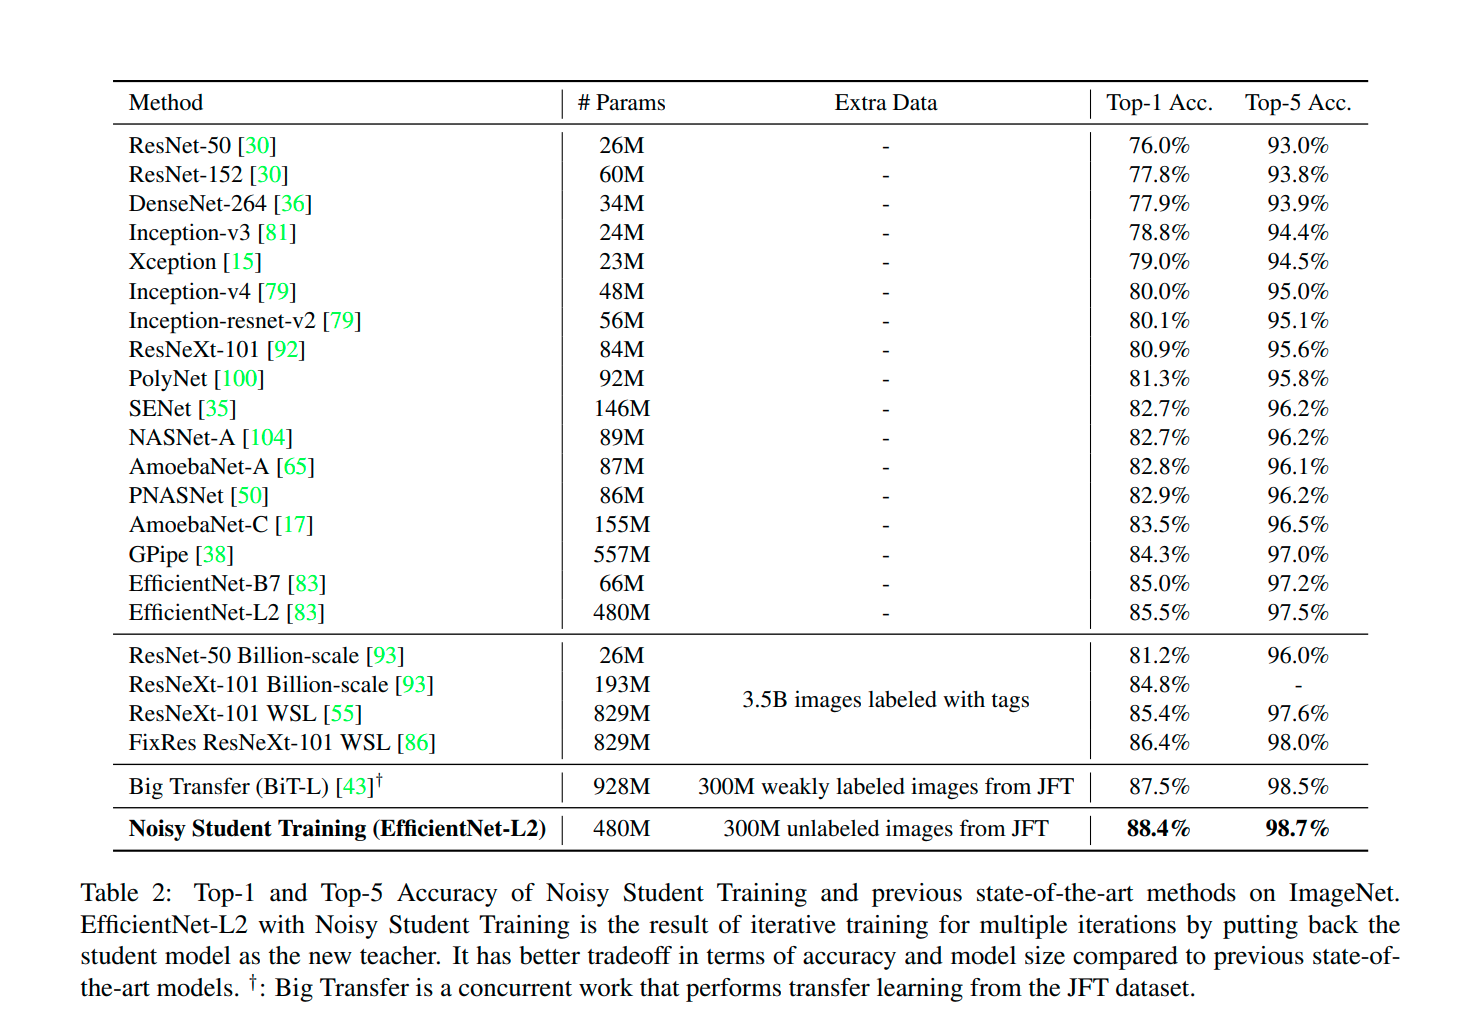 Method # Params Extra Data Top-1 Acc. Top-5 Acc.
ResNet-50 [30] 26M - 76.0% 93.0%
ResNet-152 [30] 60M - 77.8% 93.8%
DenseNet-264 [36] 34M - 77.9% 93.9%
Inception-v3 [81] 24M - 78.8% 94.4%
Xception [15] 23M - 79.0% 94.5%
Inception-v4 [79] 48M - 80.0% 95.0%
Inception-resnet-v2 [79] 56M - 80.1% 95.1%
ResNeXt-101 [92] 84M - 80.9% 95.6%
PolyNet [100] 92M - 81.3% 95.8%
SENet [35] 146M - 82.7% 96.2%
NASNet-A [104] 89M - 82.7% 96.2%
AmoebaNet-A [65] 87M - 82.8% 96.1%
PNASNet [50] 86M - 82.9% 96.2%
AmoebaNet-C [17] 155M - 83.5% 96.5%
GPipe [38] 557M - 84.3% 97.0%
EfficientNet-B7 [83] 66M - 85.0% 97.2%
EfficientNet-L2 [83] 480M - 85.5% 97.5%
ResNet-50 Billion-scale [93] 26M 81.2% 96.0%
ResNeXt-101 Billion-scale [93] 193M 84.8% -
3.5B images labeled with tags
ResNeXt-101 WSL [55] 829M 85.4% 97.6%
FixRes ResNeXt-101 WSL [86] 829M 86.4% 98.0%
Big Transfer (BiT-L) [43]† 928M 300M weakly labeled images from JFT 87.5% 98.5%
Noisy Student Training (EfficientNet-L2) 480M 300M unlabeled images from JFT 88.4% 98.7%
Table 2: Top-1 and Top-5 Accuracy of Noisy Student Training and previous state-of-the-art methods on ImageNet.
EfficientNet-L2 with Noisy Student Training is the result of iterative training for multiple iterations by putting back the
student model as the new teacher. It has better tradeoff in terms of accuracy and model size compared to previous state-of-
the-art models. †: Big Transfer is a concurrent work that performs transfer learning from the JFT dataset.